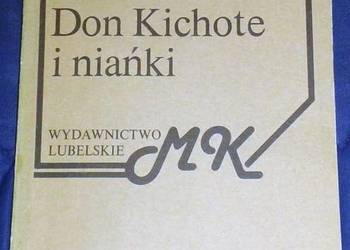 Don Kichote
i niańki
WYDAWNICTWO
LUBELSKIE
MK